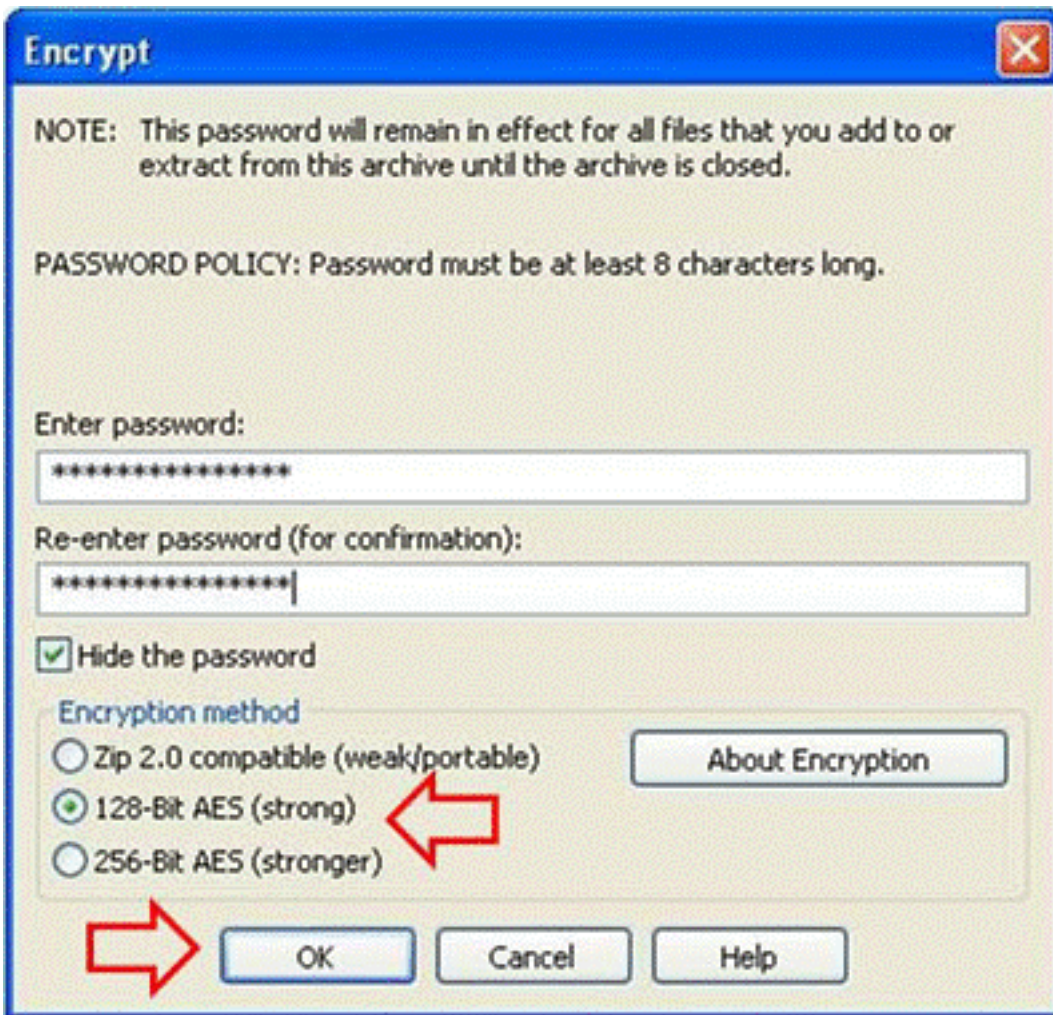 Encrypt
NOTE: This password will remain in effect for all files that you add to or
extract from this archive until the archive is closed.
PASSWORD POLICY: Password must be at least 8 characters long.
Enter password:
***************
Re-enter password (for confirmation):
***************
Hide the password
Encryption method
Zip 2.0 compatible (weak/portable)
About Encryption
128-Bit AES (strong)
256-Bit AES (stronger)
OK Cancel Help